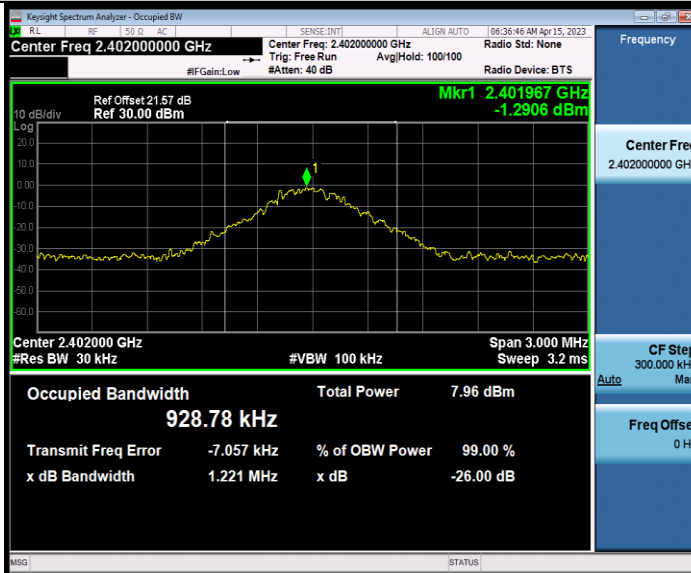 Keysight Spectrum Analyzer - Occupied BW
RL RF 50 Ω AC SENSE:INT ALIGN AUTO 06:36:46 AM Apr 15, 2023
Center Freq 2.402000000 GHz
Center Freq: 2.402000000 GHz Radio Std: None
Trig: Free Run Avg|Hold: 100/100
#IFGain:Low #Atten: 40 dB Radio Device: BTS
Frequency
Ref Offset 21.57 dB
10 dB/div Ref 30.00 dBm
Mkr1 2.401967 GHz
-1.2906 dBm
Log
20.0
10.0
0.00
-10.0
-20.0
-30.0
-40.0
-50.0
-60.0
1
Center 2.402000 GHz Span 3.000 MHz
#Res BW 30 kHz #VBW 100 kHz Sweep 3.2 ms
Occupied Bandwidth Total Power 7.96 dBm
928.78 kHz
Transmit Freq Error -7.057 kHz % of OBW Power 99.00 %
x dB Bandwidth 1.221 MHz x dB -26.00 dB
Center Fre
2.402000000 GH
CF Ste
300.000 kH
Auto Ma
Freq Offse
0 H
MSG STATUS